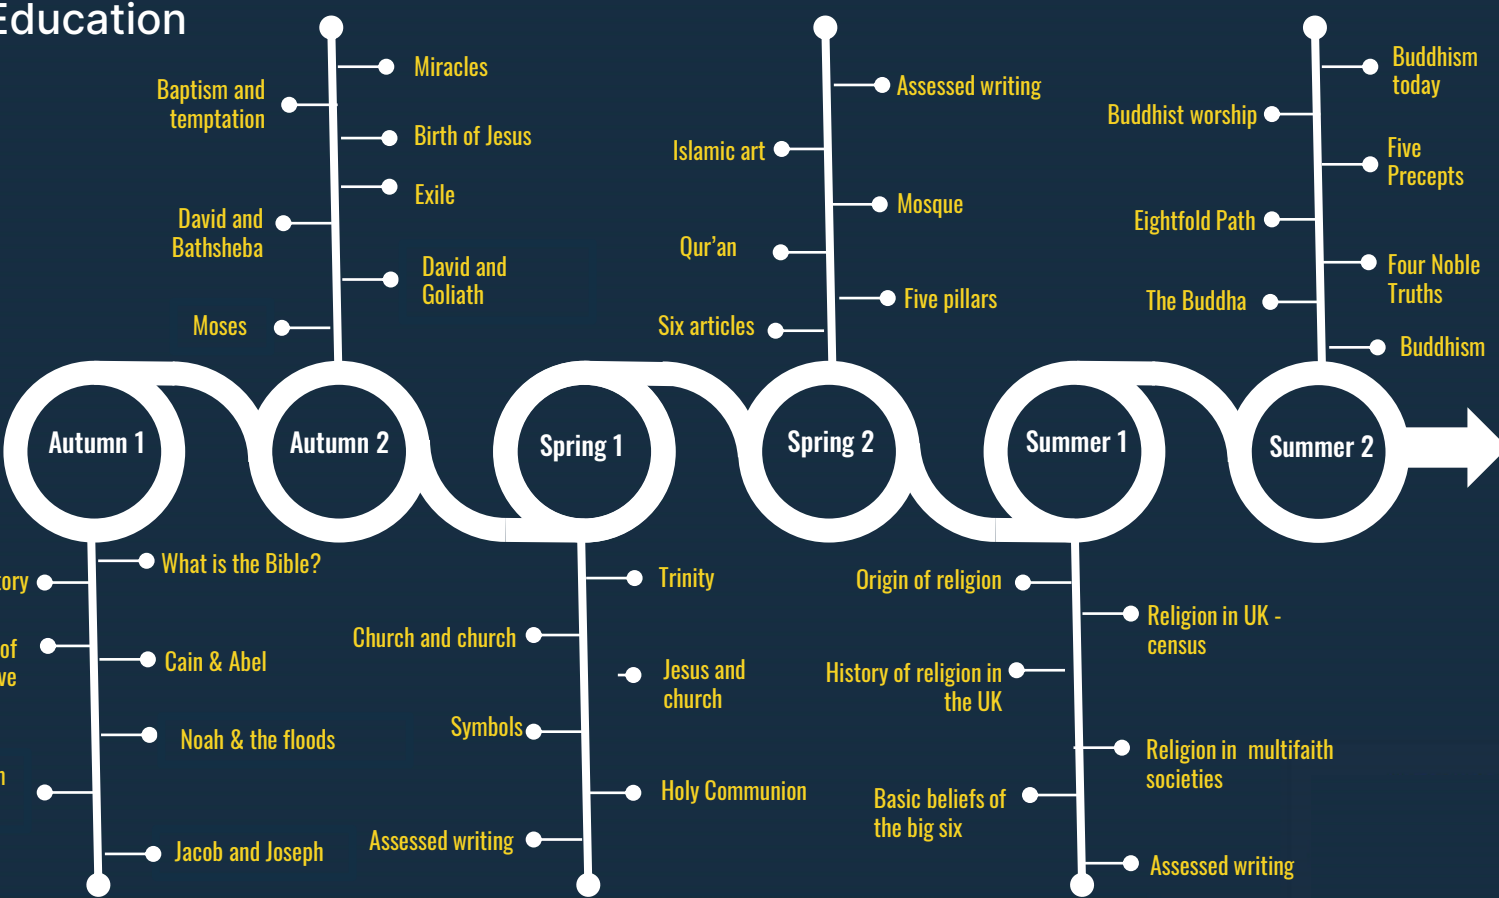 Education
Miracles
Baptism and
temptation
Birth of Jesus
Exile
David and
Bathsheba
David and
Goliath
Moses
Assessed writing
Islamic art
Mosque
Qur’an
Five pillars
Six articles
Buddhism
today
Buddhist worship
Five
Precepts
Eightfold Path
Four Noble
Truths
The Buddha
Buddhism
Autumn 1
Autumn 2
Spring 1
Spring 2
Summer 1
Summer 2
What is the Bible?
of
Cain & Abel
Noah & the floods
Jacob and Joseph
Trinity
Church and church
Jesus and
church
Symbols
Holy Communion
Assessed writing
Origin of religion
Religion in UK -
census
History of religion in
the UK
Religion in multifaith
societies
Basic beliefs of
the big six
Assessed writing